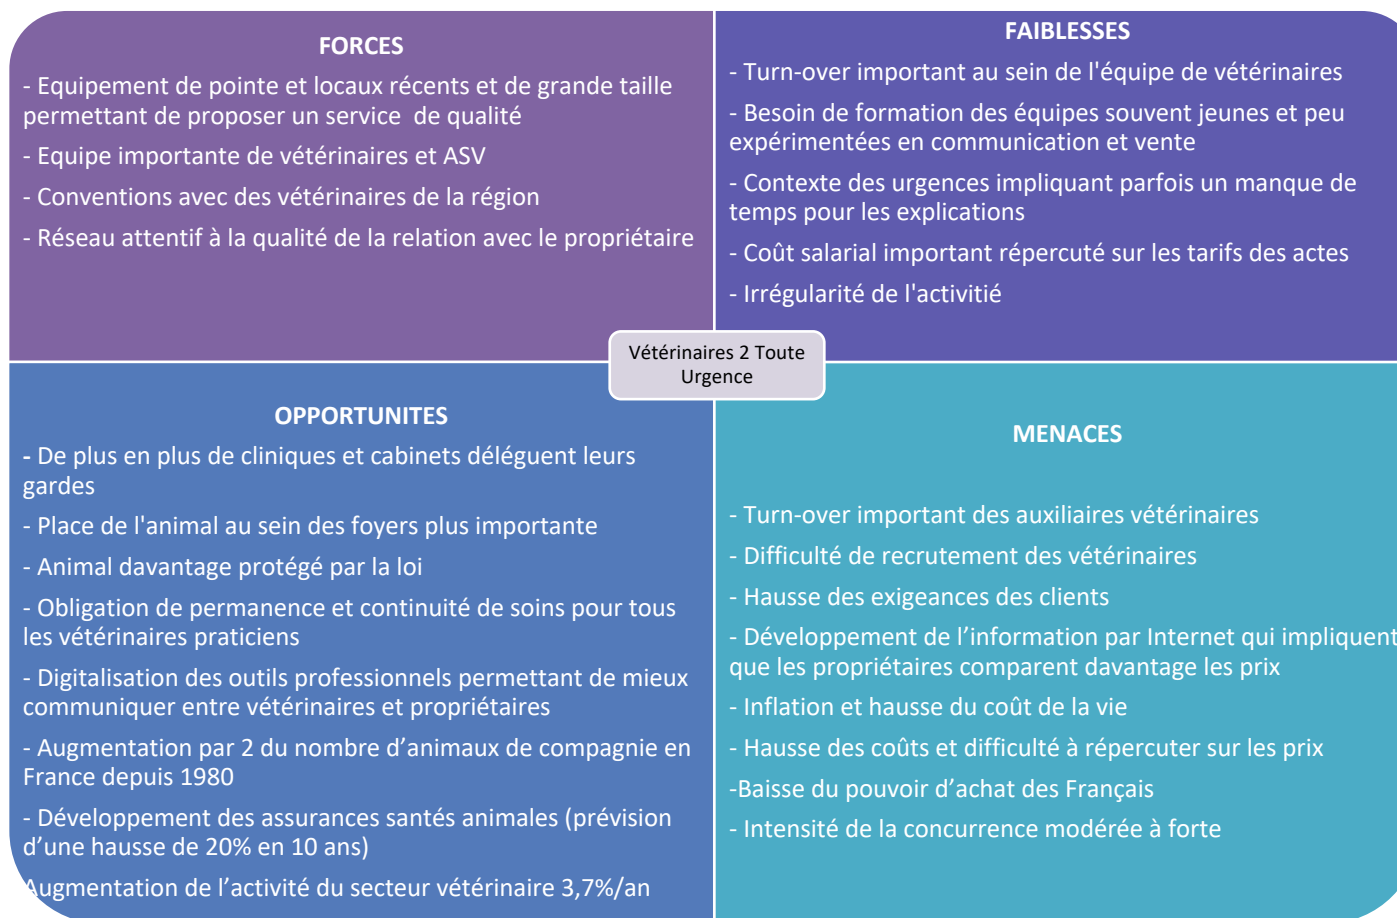 FORCES
- Equipement de pointe et locaux récents et de grande taille
permettant de proposer un service de qualité
- Equipe importante de vétérinaires et ASV
- Conventions avec des vétérinaires de la région
- Réseau attentif à la qualité de la relation avec le propriétaire
FAIBLESSES
- Turn-over important au sein de l'équipe de vétérinaires
- Besoin de formation des équipes souvent jeunes et peu
expérimentées en communication et vente
- Contexte des urgences impliquant parfois un manque de
temps pour les explications
- Coût salarial important répercuté sur les tarifs des actes
- Irrégularité de l'activitié
Vétérinaires 2 Toute
Urgence
OPPORTUNITES
- De plus en plus de cliniques et cabinets déléguent leurs
gardes
- Place de l'animal au sein des foyers plus importante
- Animal davantage protégé par la loi
- Obligation de permanence et continuité de soins pour tous
les vétérinaires praticiens
- Digitalisation des outils professionnels permettant de mieux
communiquer entre vétérinaires et propriétaires
- Augmentation par 2 du nombre d’animaux de compagnie en
France depuis 1980
- Développement des assurances santés animales (prévision
d’une hausse de 20% en 10 ans)
Augmentation de l’activité du secteur vétérinaire 3,7%/an
MENACES
- Turn-over important des auxiliaires vétérinaires
- Difficulté de recrutement des vétérinaires
- Hausse des exigeances des clients
- Développement de l’information par Internet qui impliquent
que les propriétaires comparent davantage les prix
- Inflation et hausse du coût de la vie
- Hausse des coûts et difficulté à répercuter sur les prix
-Baisse du pouvoir d’achat des Français
- Intensité de la concurrence modérée à forte